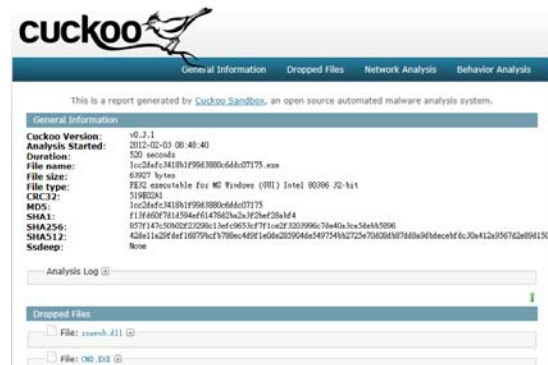 cuckoo
General Information Dropped Files Network Analysis Behavior Analysis
This is a report generated by Cuckoo Sandbox, an open source automated malware analysis system.
General Information
Cuckoo Version: v0.3.1
Analysis Started: 2012-02-03 08:48:40
Duration: 520 seconds
File name:
File size: 63927 bytes
File type: PE32 executable for MS Windows (GUI) Intel 80386 32-bit
CRC32: 519E02A1
MD5:
SHA1:
SHA256:
SHA512:
Ssdeep: None
Analysis Log
Dropped Files
File:
File: CMD.EXE